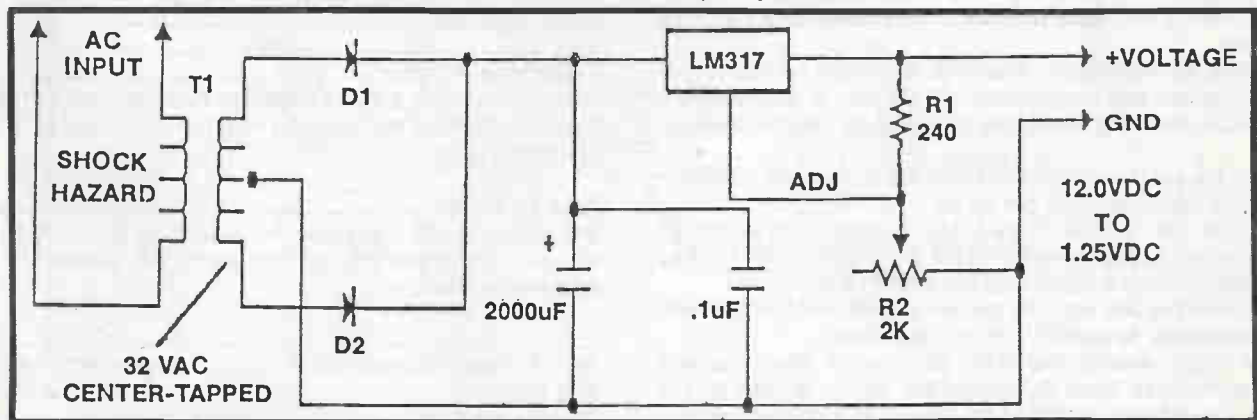 AC
INPUT
T1
SHOCK
HAZARD
32 VAC
CENTER-TAPPED
D1
D2
+
2000uF
.1uF
LM317
ADJ
R1
240
R2
2K
+VOLTAGE
GND
12.0VDC
TO
1.25VDC